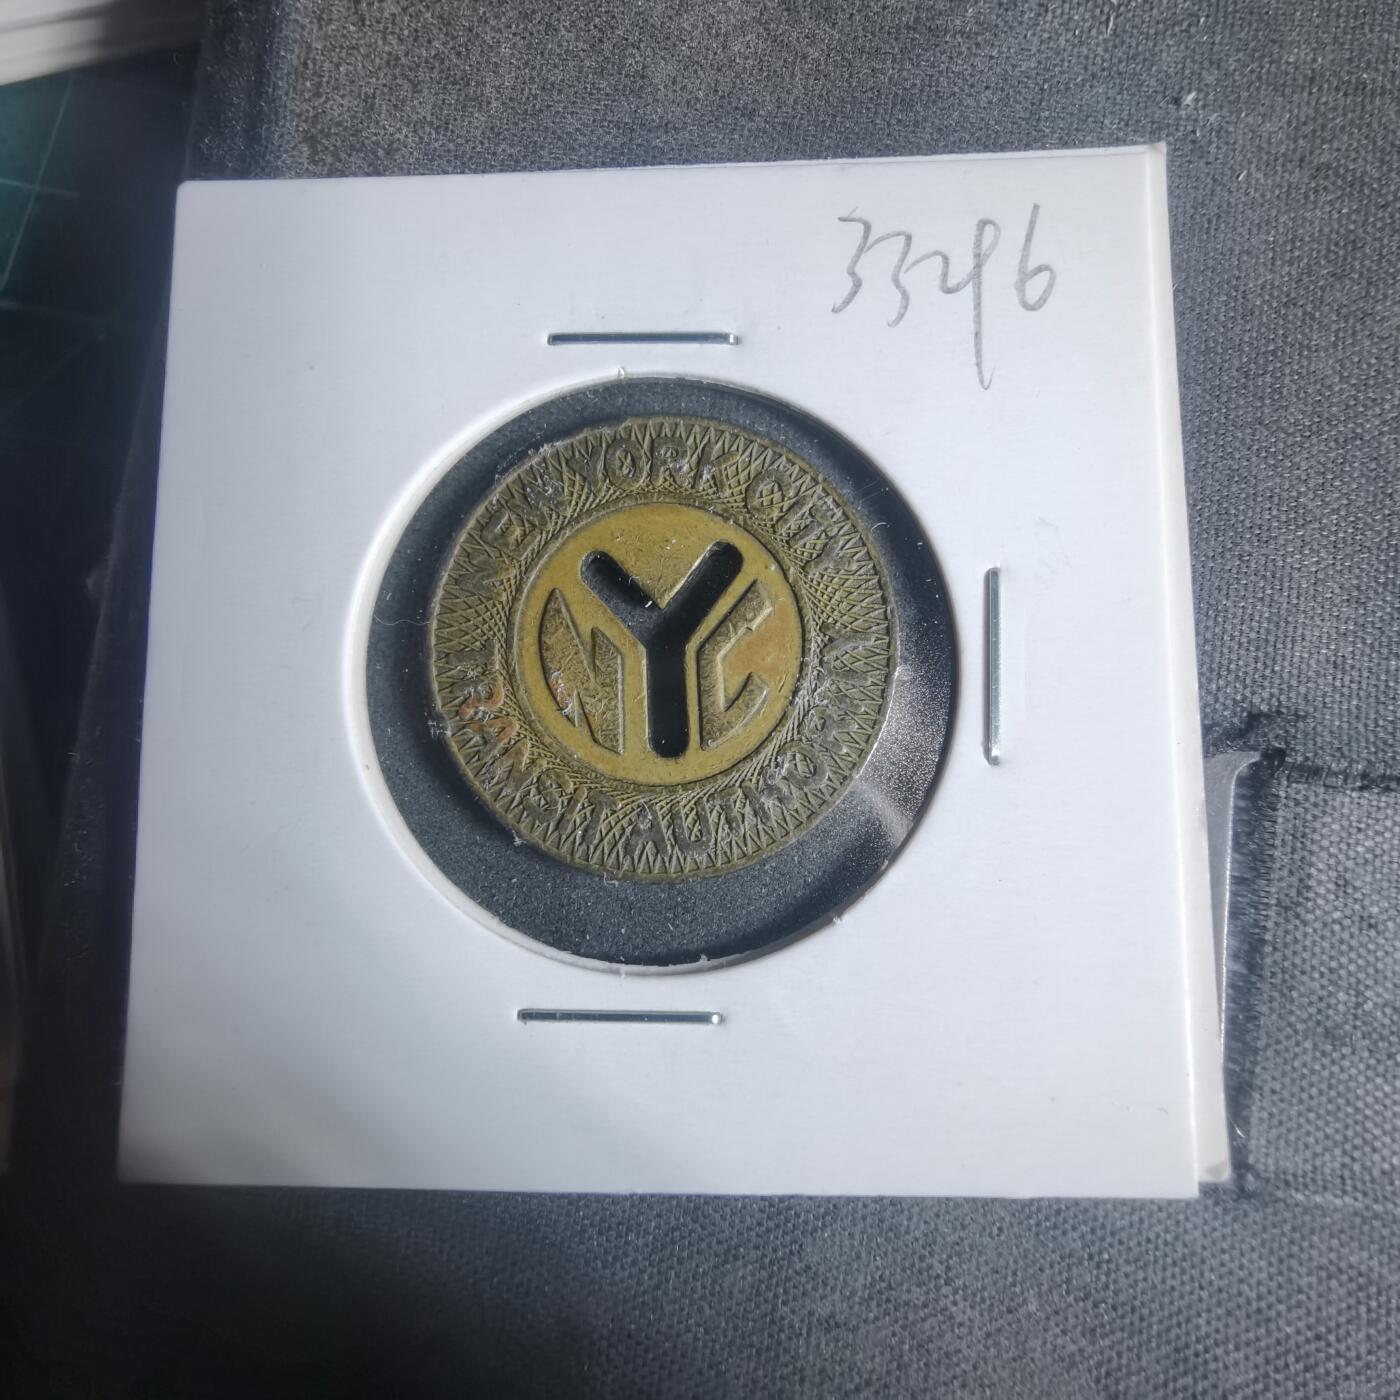 3396
NEW YORK CITY
NYC
TRANSIT AUTHORITY